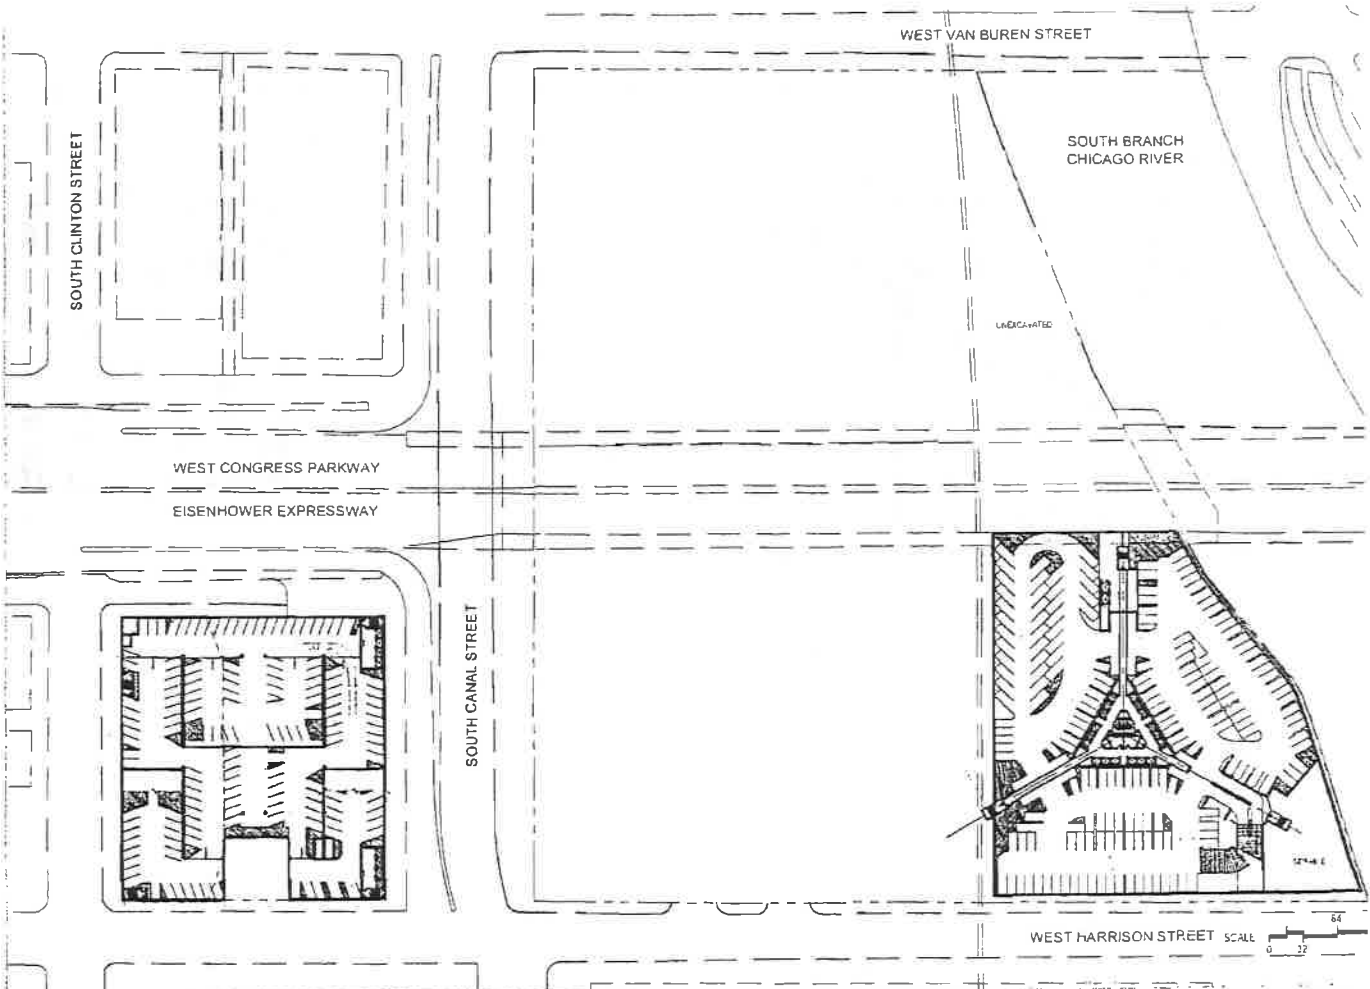 WEST VAN BUREN STREET
SOUTH BRANCH
CHICAGO RIVER
SOUTH CLINTON STREET
UNEXCAVATED
WEST CONGRESS PARKWAY
EISENHOWER EXPRESSWAY
SOUTH CANAL STREET
WEST HARRISON STREET
SCALE
0
32
64